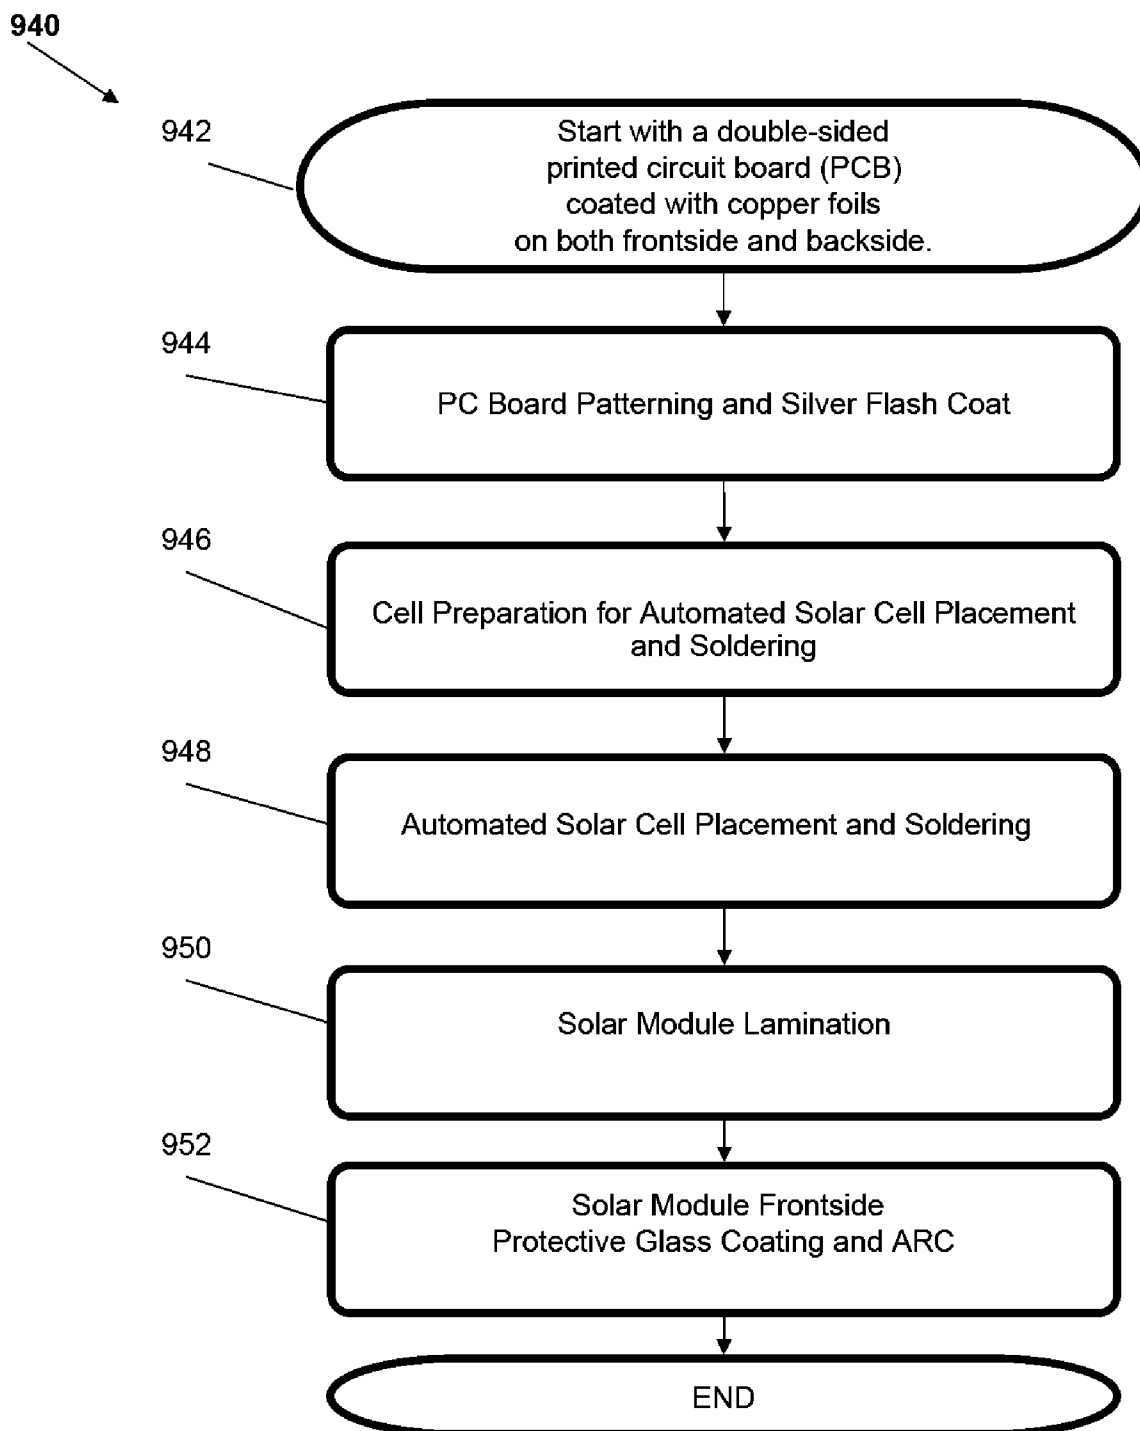 940
942
Start with a double-sided
printed circuit board (PCB)
coated with copper foils
on both frontside and backside.
944
PC Board Patterning and Silver Flash Coat
946
Cell Preparation for Automated Solar Cell Placement
and Soldering
948
Automated Solar Cell Placement and Soldering
950
Solar Module Lamination
952
Solar Module Frontside
Protective Glass Coating and ARC
END